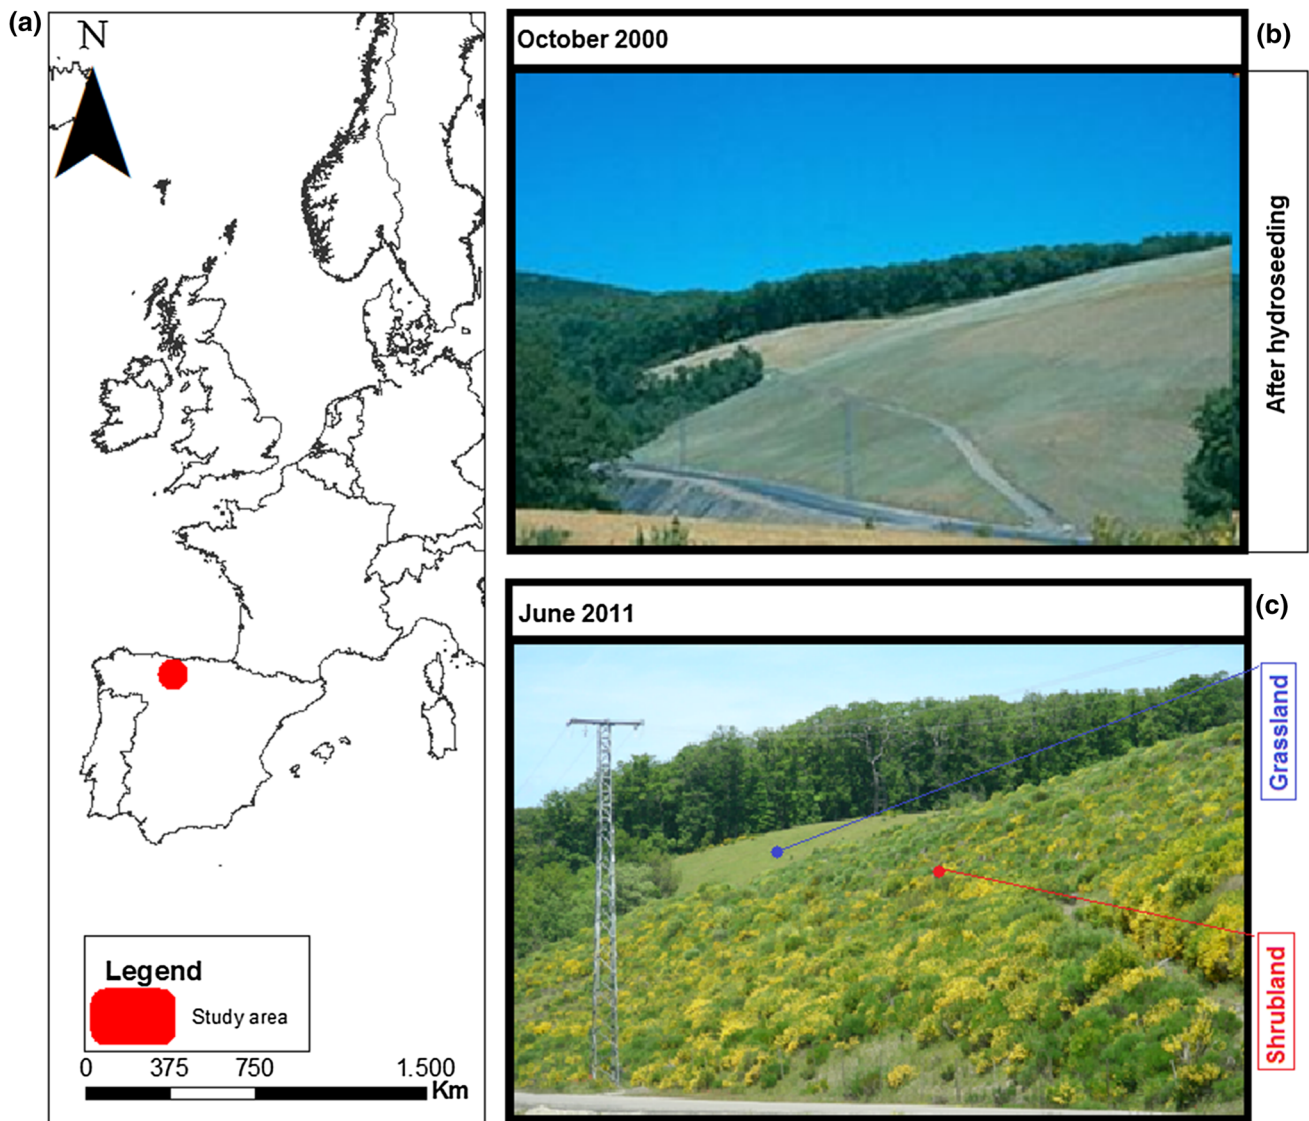 (a)
N
Legend
Study area
0 375 750 1.500
Km
October 2000
(b)
After hydroseeding
June 2011
(c)
Grassland
Shrubland